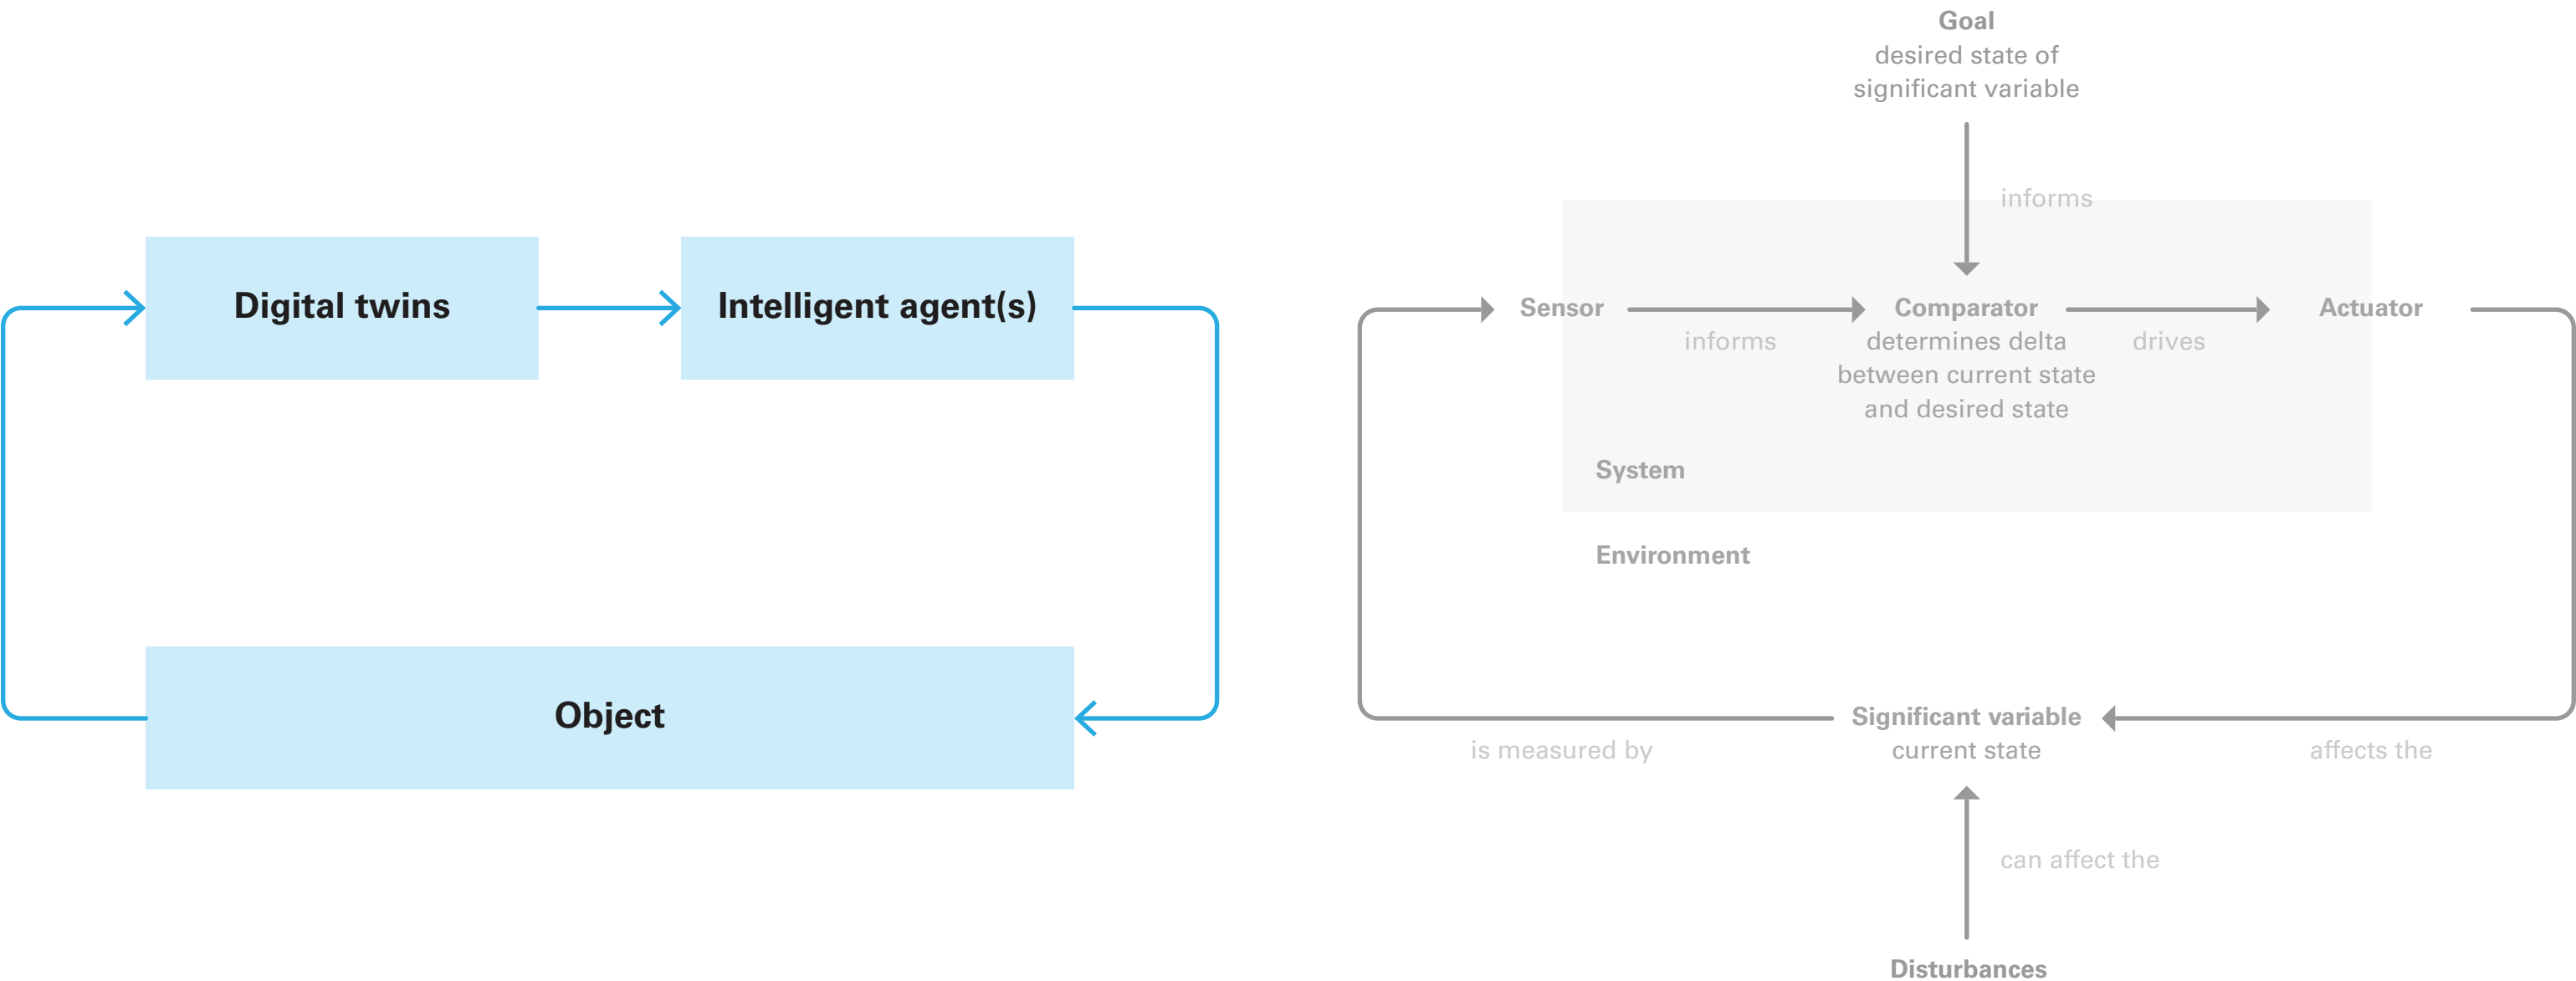 Digital twins
Intelligent agent(s)
Object
Goal
desired state of
significant variable
informs
Sensor
informs
Comparator
determines delta
between current state
and desired state
drives
Actuator
System
Environment
Significant variable
current state
is measured by
affects the
can affect the
Disturbances